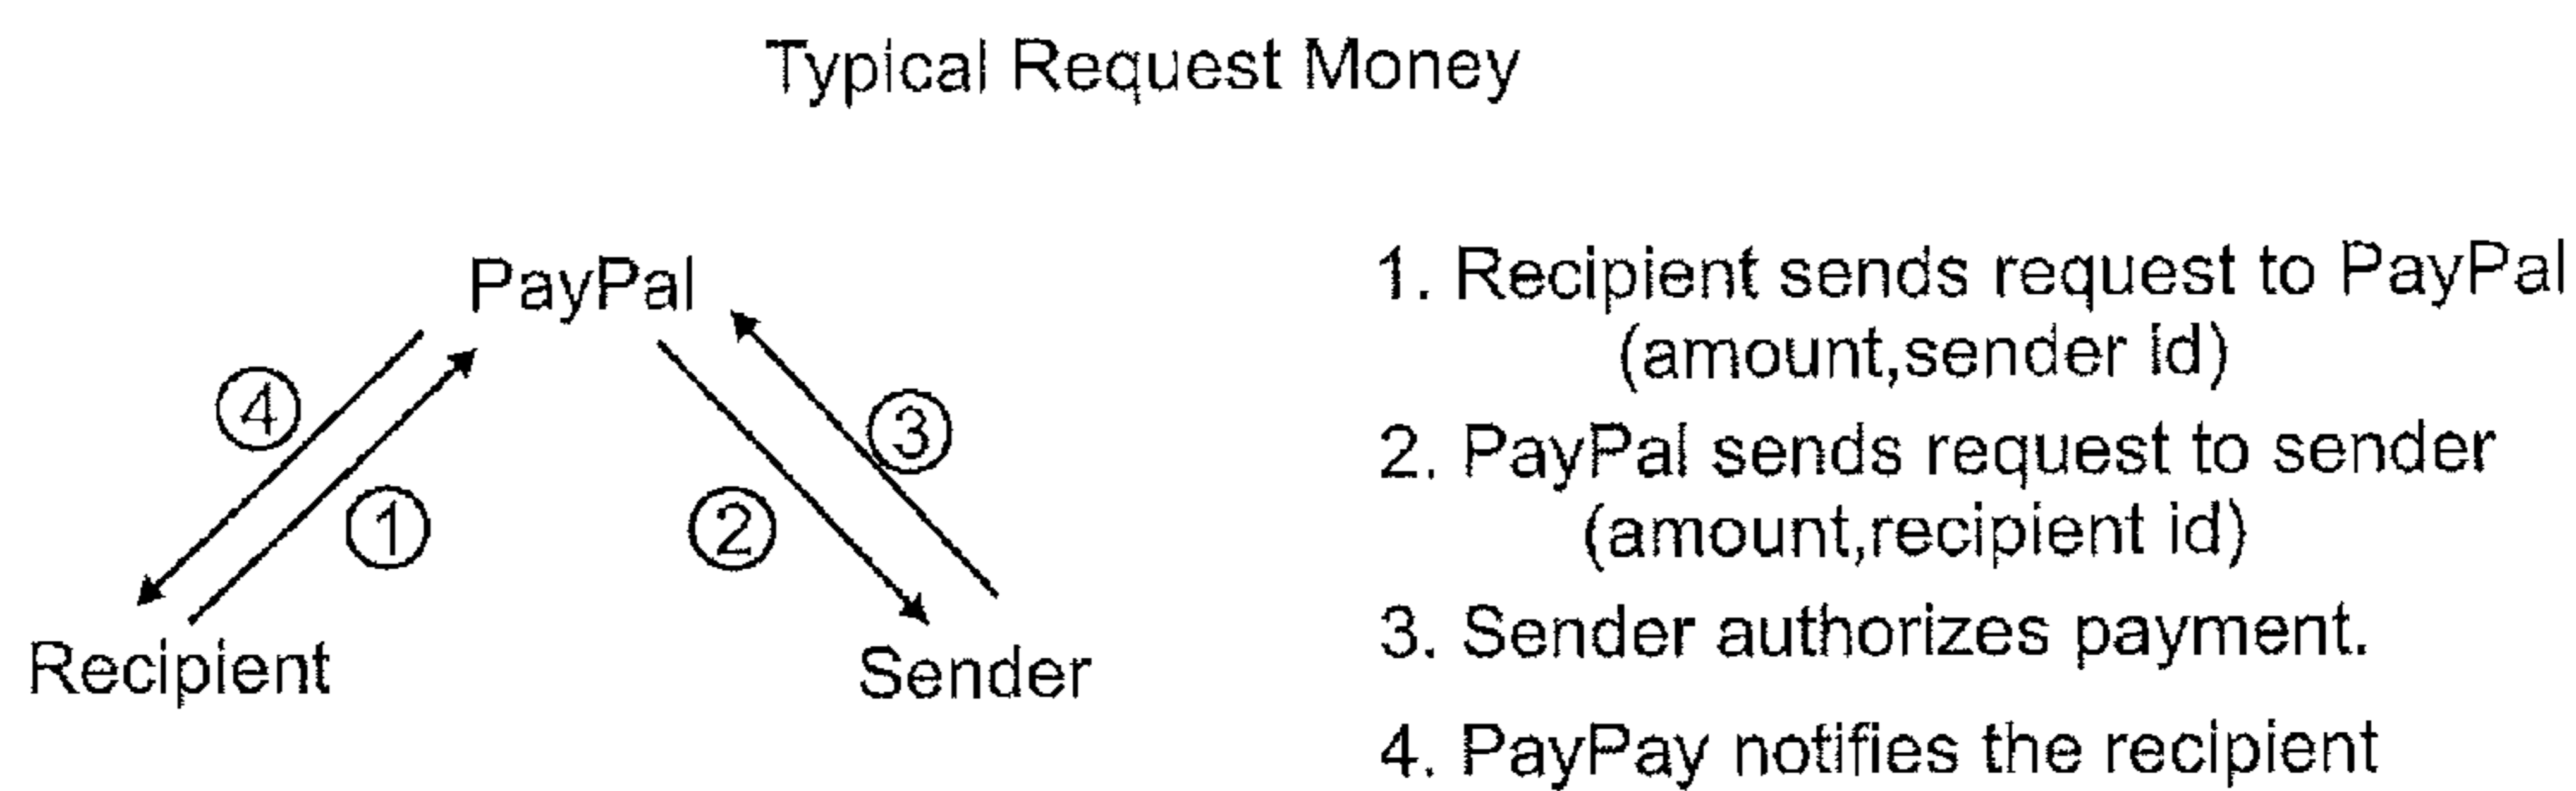 Typical Request Money
PayPal
4
3
1
2
Recipient
Sender
1. Recipient sends request to PayPal
(amount,sender id)
2. PayPal sends request to sender
(amount,recipient id)
3. Sender authorizes payment.
4. PayPay notifies the recipient